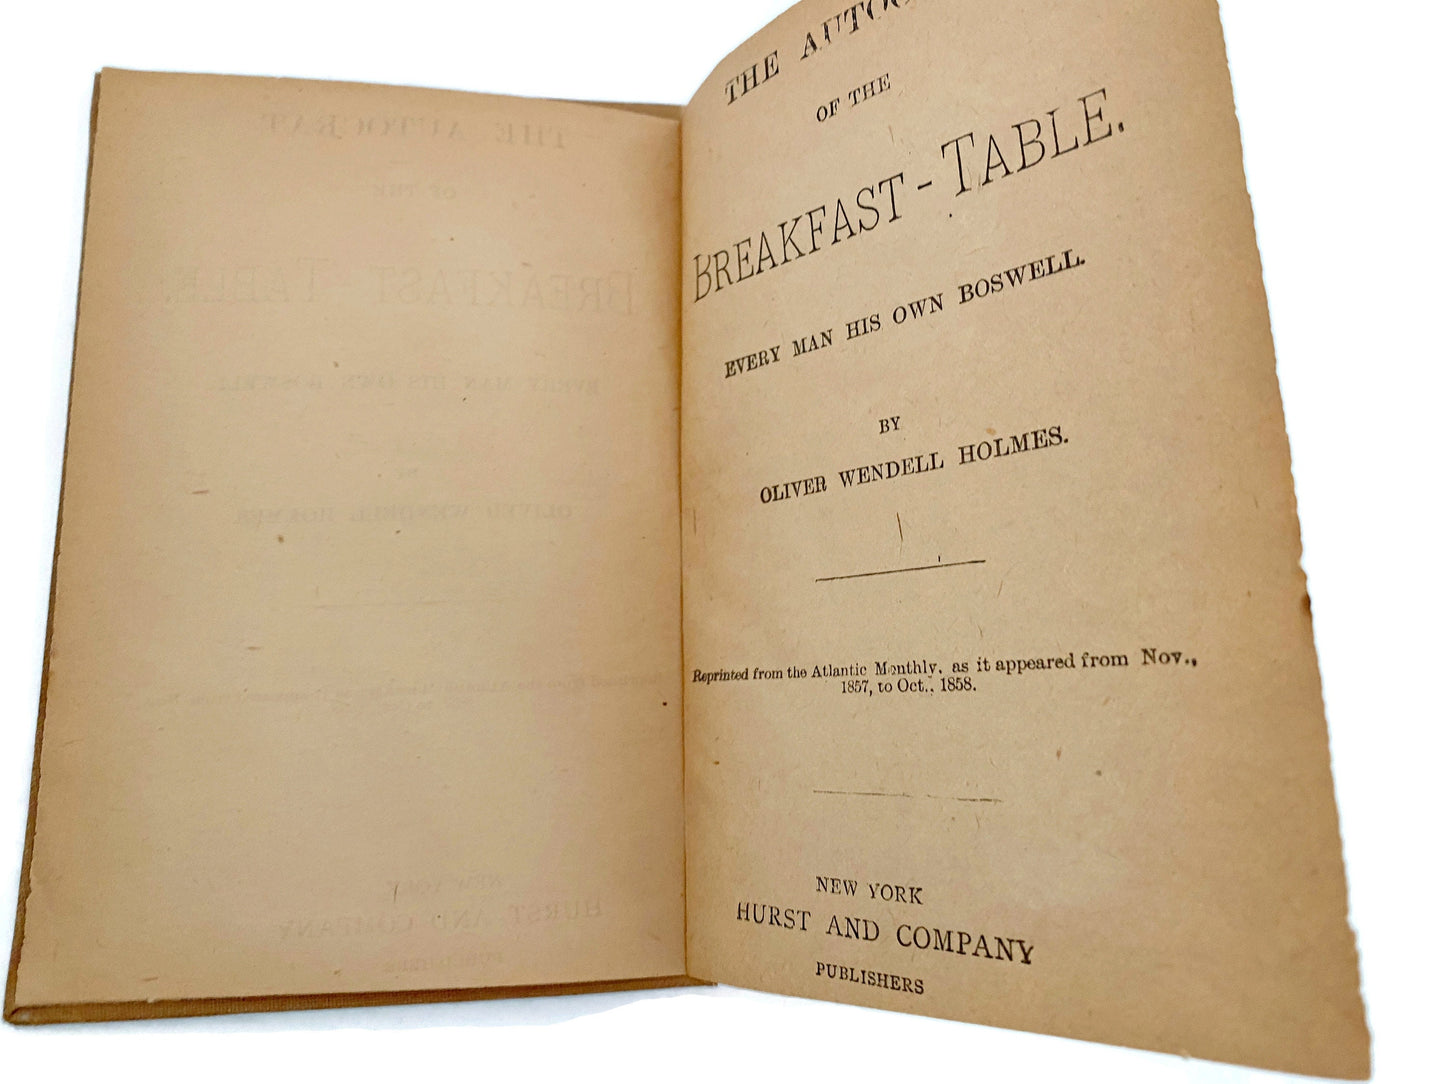 THE AUTOC
OF THE
BREAKFAST-TABLE.
EVERY MAN HIS OWN BOSWELL.
BY
OLIVER WENDELL HOLMES.
Reprinted from the Atlantic Monthly, as it appeared from Nov.,
1857, to Oct., 1858.
NEW YORK
HURST AND COMPANY
PUBLISHERS